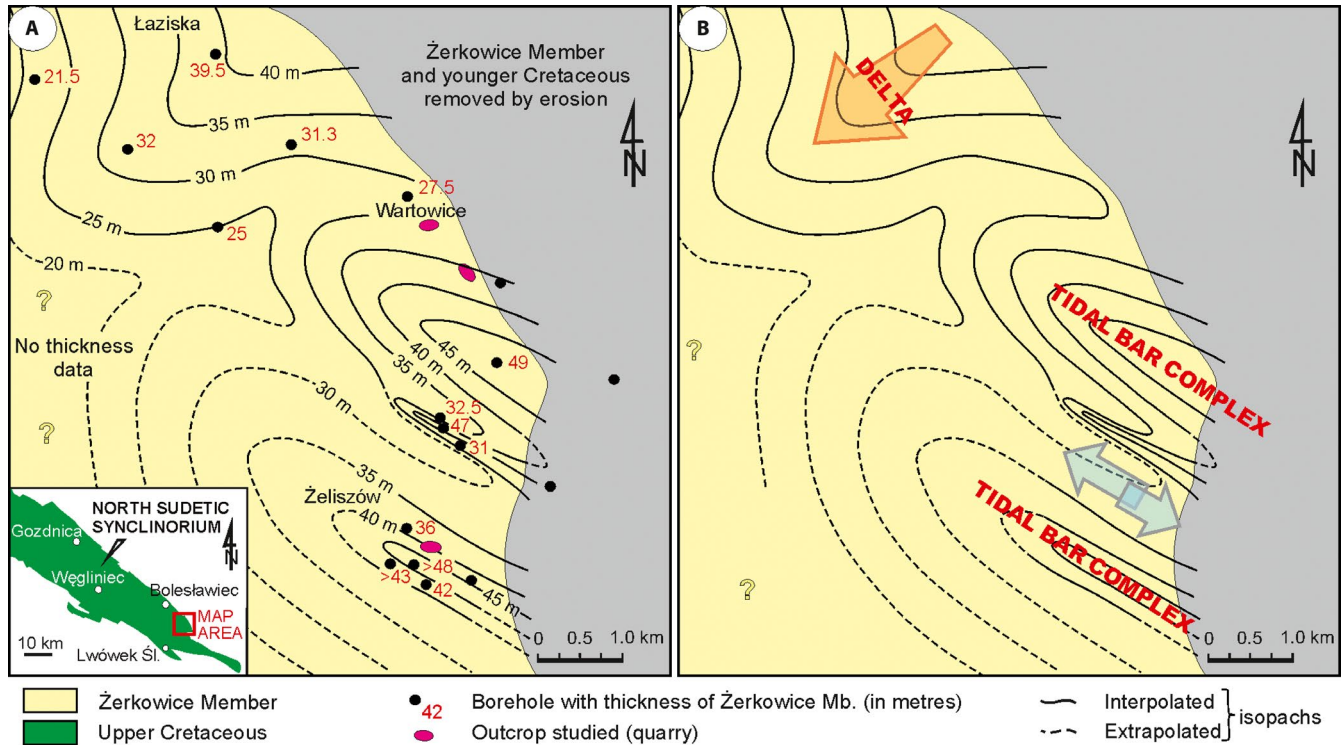 A
Łaziska
21.5
39.5
40 m
Żerkowice Member
and younger Cretaceous
removed by erosion
N
35 m
32
31.3
30 m
27.5
Wartowice
25 m
25
20 m
?
No thickness
data
?
45 m
40 m
35 m
49
30 m
32.5
47
31
35 m
Żeliszów
40 m
36
>48
>43
42
45 m
0 1.0 km
NORTH SUDETIC
SYNCLINORIUM
N
Gozdnica
Węgliniec
Bolesławiec
MAP
AREA
10 km
Lwówek Śl.
B
DELTA
N
?
TIDAL BAR COMPLEX
TIDAL BAR COMPLEX
?
0 1.0 km
Żerkowice Member
Upper Cretaceous
42
Borehole with thickness of Żerkowice Mb. (in metres)
Outcrop studied (quarry)
Interpolated
Extrapolated
isopachs